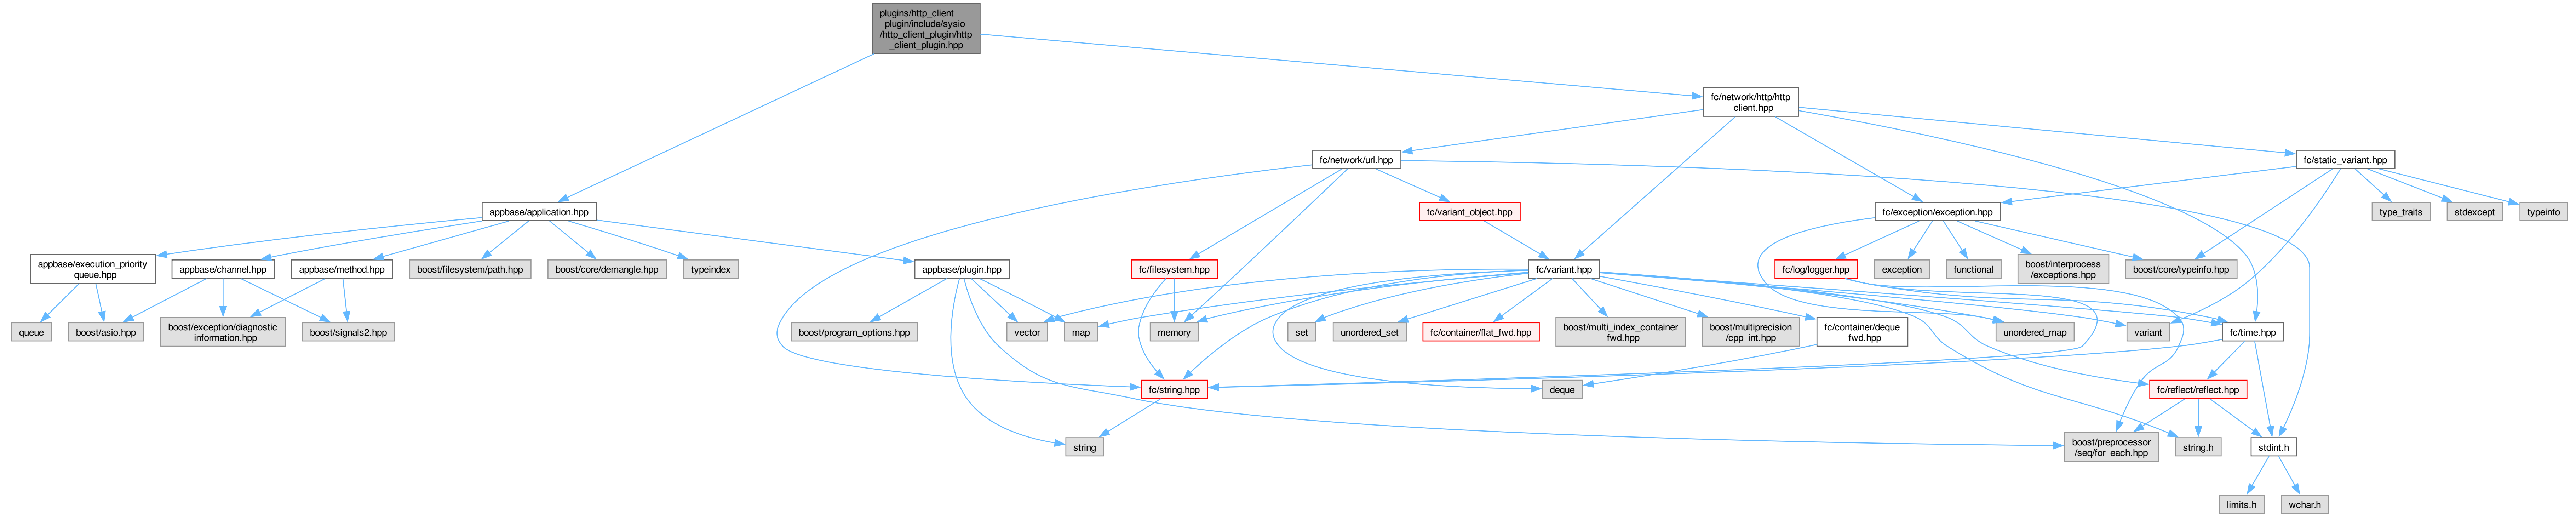 plugins/http_client
_plugin/include/sysio
/http_client_plugin/http
_client_plugin.hpp
fc/network/http/http
_client.hpp
fc/network/url.hpp
fc/static_variant.hpp
appbase/application.hpp
fc/variant_object.hpp
fc/exception/exception.hpp
type_traits
stdexcept
typeinfo
appbase/execution_priority
_queue.hpp
appbase/channel.hpp
appbase/method.hpp
boost/filesystem/path.hpp
boost/core/demangle.hpp
typeindex
appbase/plugin.hpp
fc/filesystem.hpp
fc/variant.hpp
fc/log/logger.hpp
exception
functional
boost/interprocess
/exceptions.hpp
boost/core/typeinfo.hpp
queue
boost/asio.hpp
boost/exception/diagnostic
_information.hpp
boost/signals2.hpp
boost/program_options.hpp
vector
map
memory
set
unordered_set
fc/container/flat_fwd.hpp
boost/multi_index_container
_fwd.hpp
boost/multiprecision
/cpp_int.hpp
fc/container/deque
_fwd.hpp
unordered_map
variant
fc/time.hpp
fc/string.hpp
deque
fc/reflect/reflect.hpp
string
boost/preprocessor
/seq/for_each.hpp
string.h
stdint.h
limits.h
wchar.h